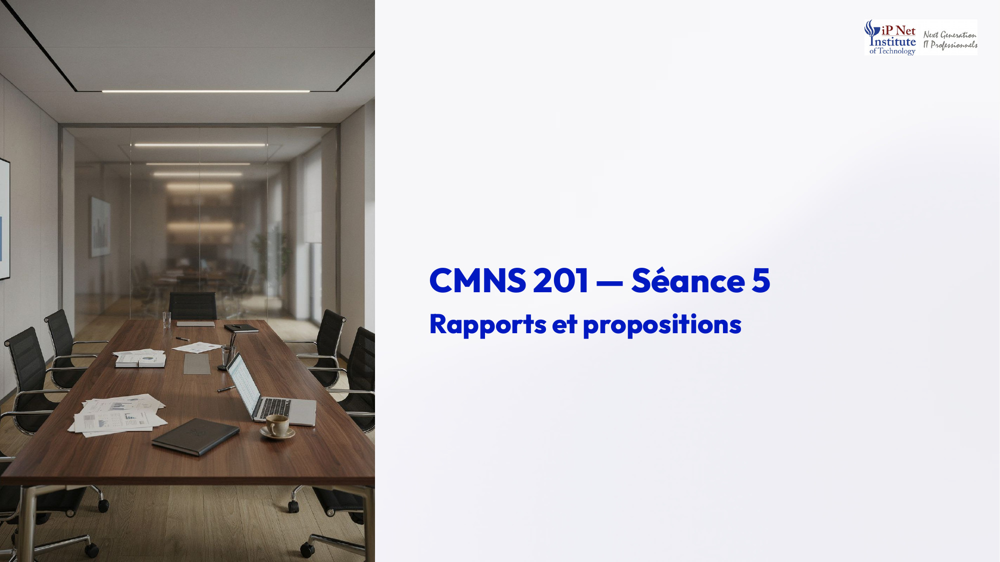 iP Net
Institute
of Technology
Next Generation
IT Professionnels
CMNS 201 — Séance 5
Rapports et propositions